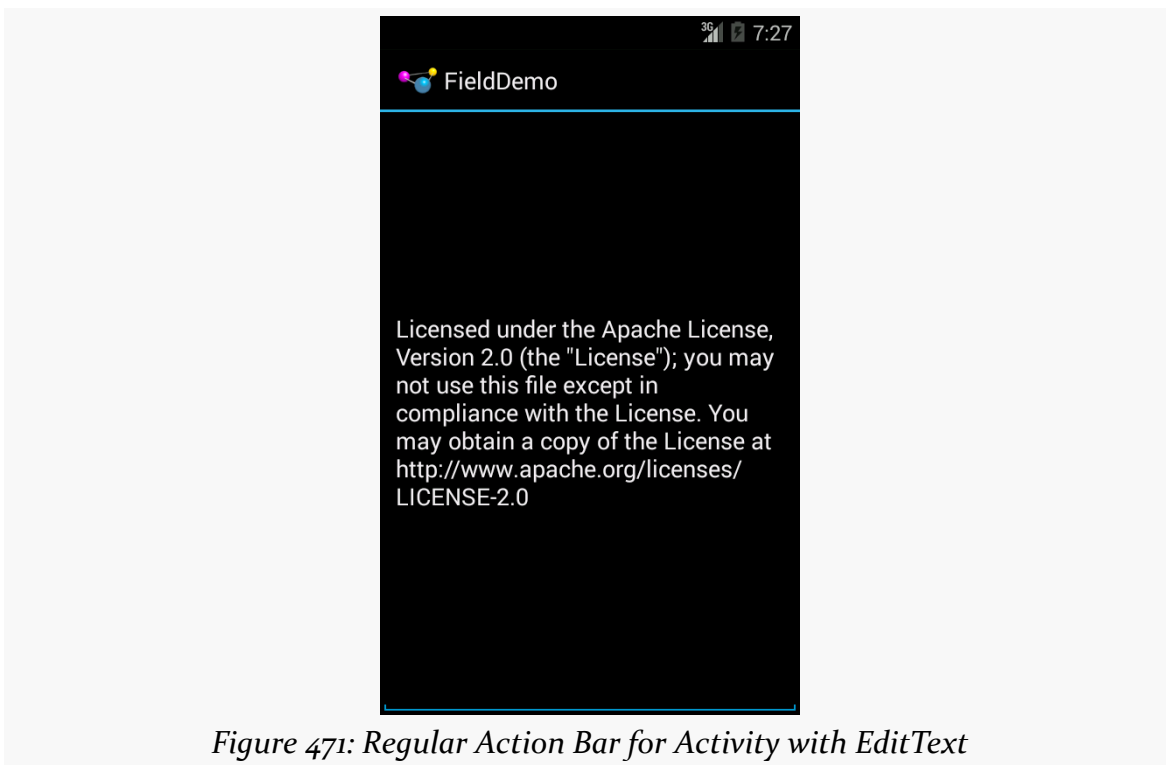 3G 7:27
FieldDemo
Licensed under the Apache License,
Version 2.0 (the "License"); you may
not use this file except in
compliance with the License. You
may obtain a copy of the License at
http://www.apache.org/licenses/
LICENSE-2.0
Figure 471: Regular Action Bar for Activity with EditText